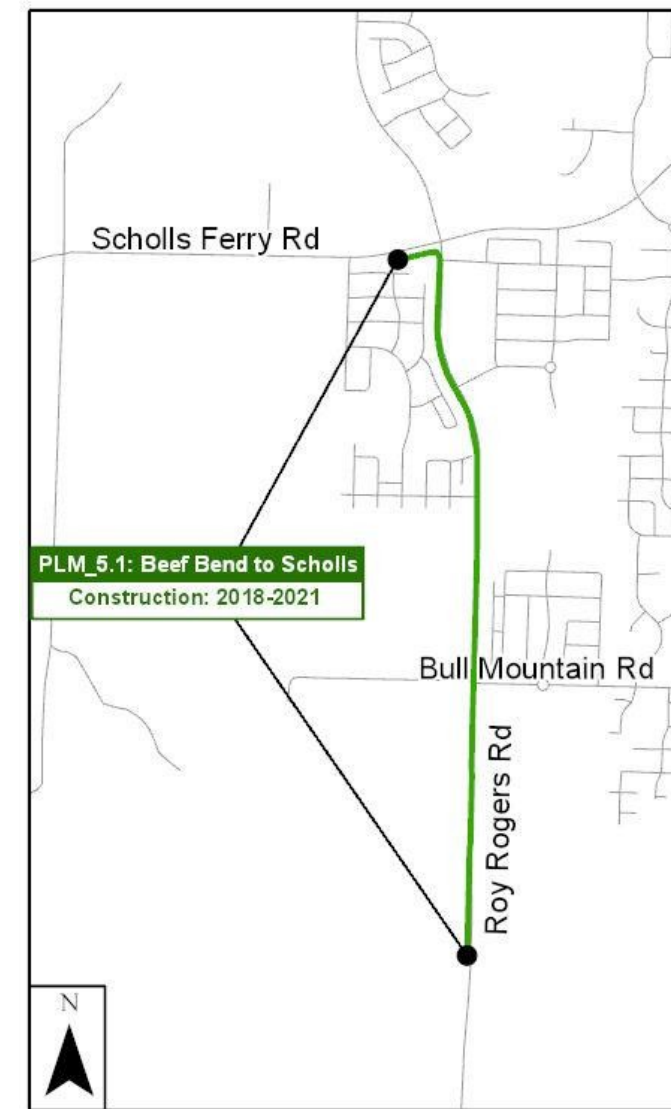 Scholls Ferry Rd
PLM_5.1: Beef Bend to Scholls
Construction: 2018-2021
Bull Mountain Rd
Roy Rogers Rd
N